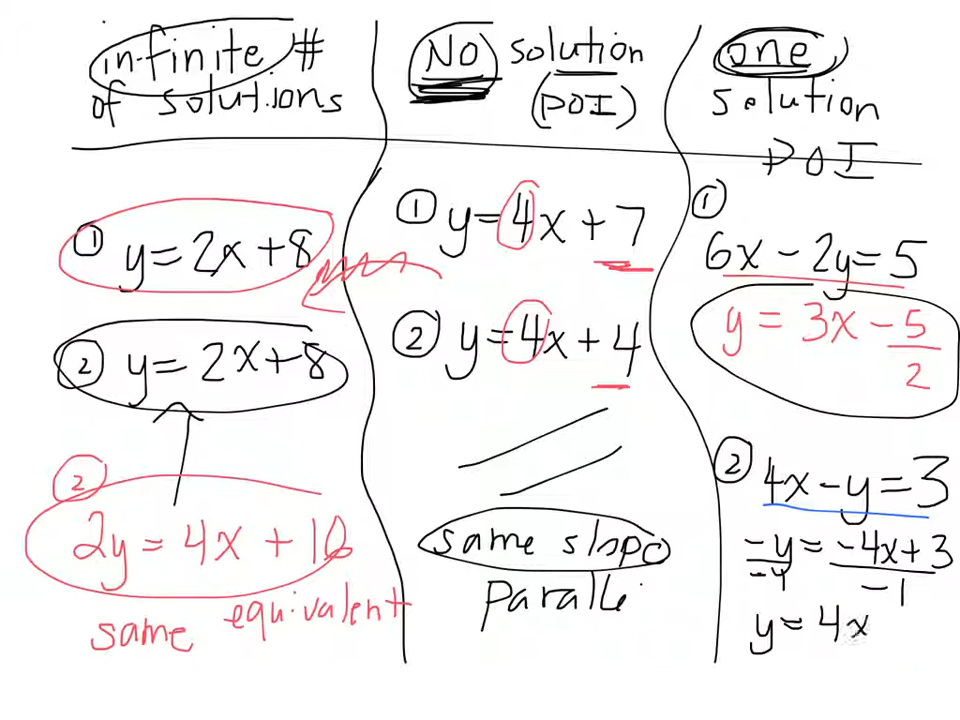 infinite #
of solutions
① y=2x+8
② y=2x+8
②
2y=4x+16
same equivalent
No solution
(POI)
① y=4x+7
② y=4x+4
same slope
Paralle
one
solution
POI
①
6x-2y=5
y=3x-5/2
②
4x-y=3
-y/-1=-4x+3/-1
y=4x